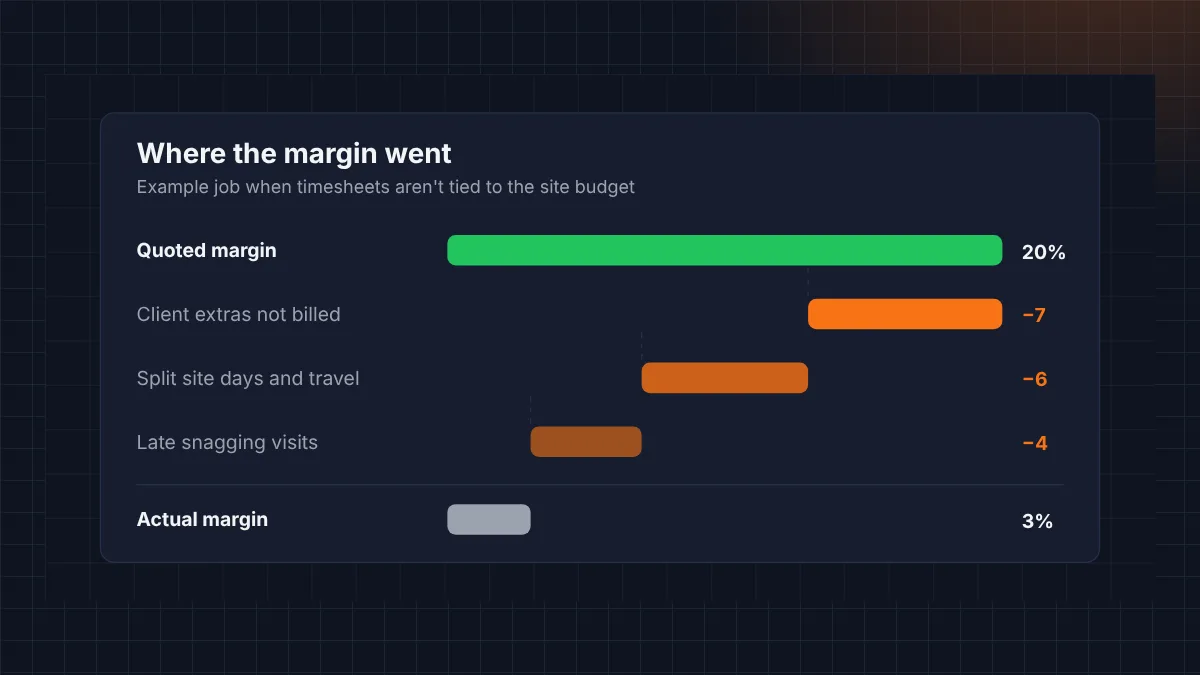 Where the margin went
Example job when timesheets aren't tied to the site budget
Quoted margin 20%
Client extras not billed −7
Split site days and travel −6
Late snagging visits −4
Actual margin 3%